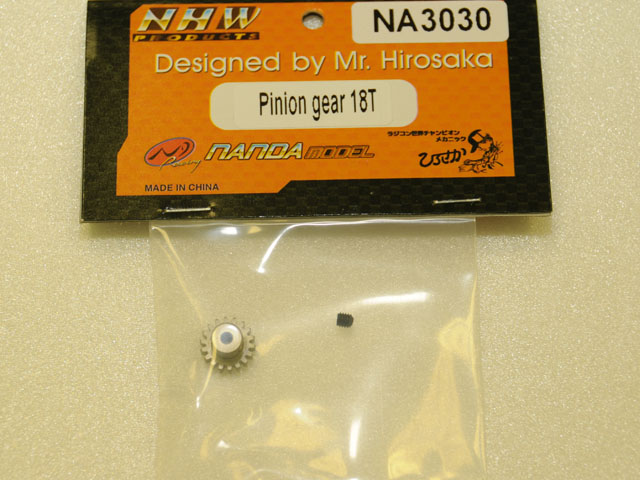 NHW
PRODUCTS
NA3030
Designed by Mr. Hirosaka
Pinion gear 18T
Racing
NANDA MODEL
ラジコン世界チャンピオン
メカニック
ひろさか
MADE IN CHINA